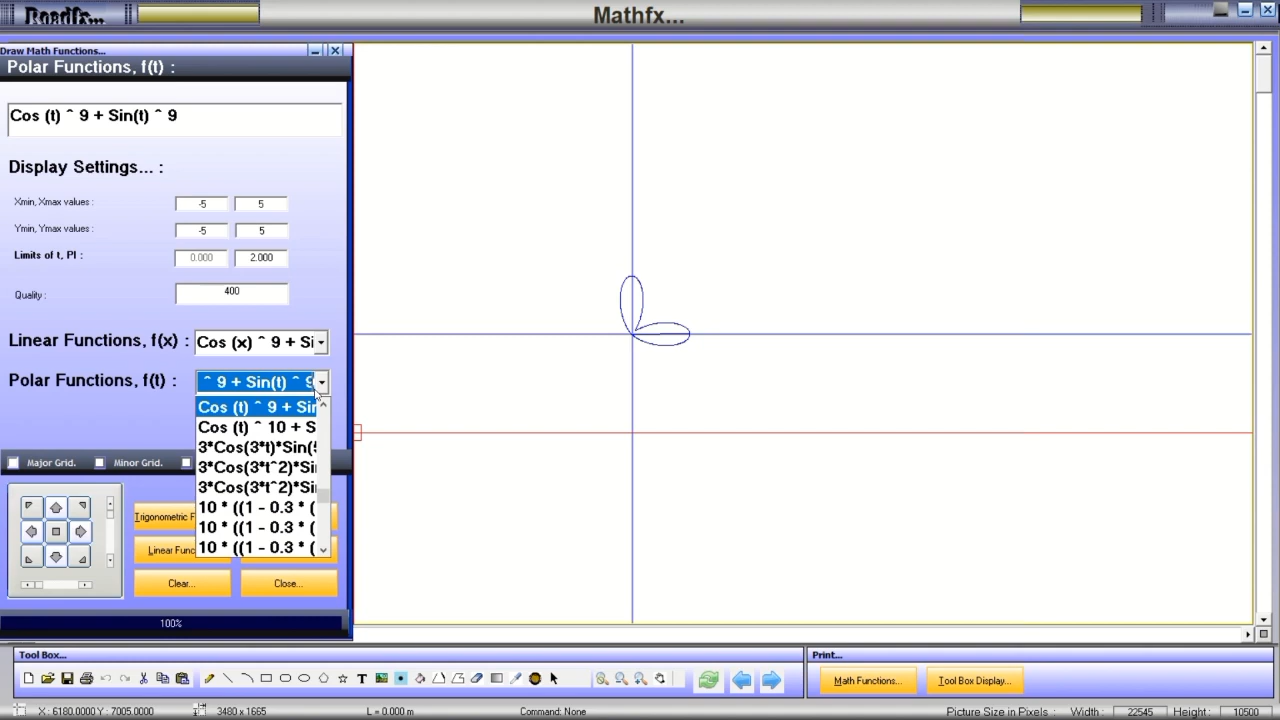 Roadfx...
Mathfx...
Draw Math Functions...
Polar Functions, f(t) :
Cos (t) ^ 9 + Sin(t) ^ 9
Display Settings... :
Xmin, Xmax values : -5 5
Ymin, Ymax values : -5 5
Limits of t, PI : 0.000 2.000
Quality : 400
Linear Functions, f(x) : Cos (x) ^ 9 + Si
Polar Functions, f(t) : ^ 9 + Sin(t) ^ 9
Cos (t) ^ 9 + Sin
Cos (t) ^ 10 + S
3*Cos(3*t)*Sin(
3*Cos(3*t^2)*Si
3*Cos(3*t^2)*Sin
10 * ((1 - 0.3 * (
10 * ((1 - 0.3 * (
10 * ((1 - 0.3 * (
Major Grid. Minor Grid.
Trigonometric F
Linear Func
Clear... Close...
100%
Tool Box... Print...
Math Functions... Tool Box Display...
X : 6180.0000 Y : 7005.0000 3480 x 1665 L = 0.000 m Command: None Picture Size in Pixels : Width : 22545 Height : 10500